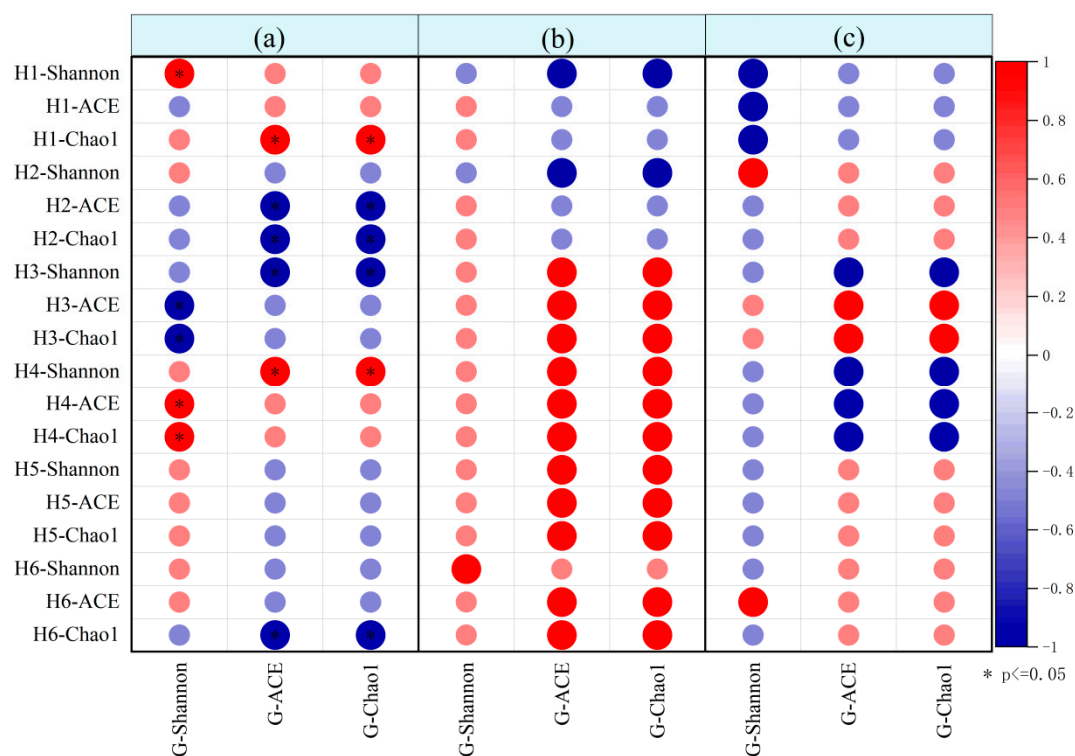 (a) (b) (c)
H1-Shannon
H1-ACE
H1-Chao1
H2-Shannon
H2-ACE
H2-Chao1
H3-Shannon
H3-ACE
H3-Chao1
H4-Shannon
H4-ACE
H4-Chao1
H5-Shannon
H5-ACE
H5-Chao1
H6-Shannon
H6-ACE
H6-Chao1
G-Shannon
G-ACE
G-Chao1
G-Shannon
G-ACE
G-Chao1
G-Shannon
G-ACE
G-Chao1
1
0.8
0.6
0.4
0.2
0
-0.2
-0.4
-0.6
-0.8
-1
* p<=0.05